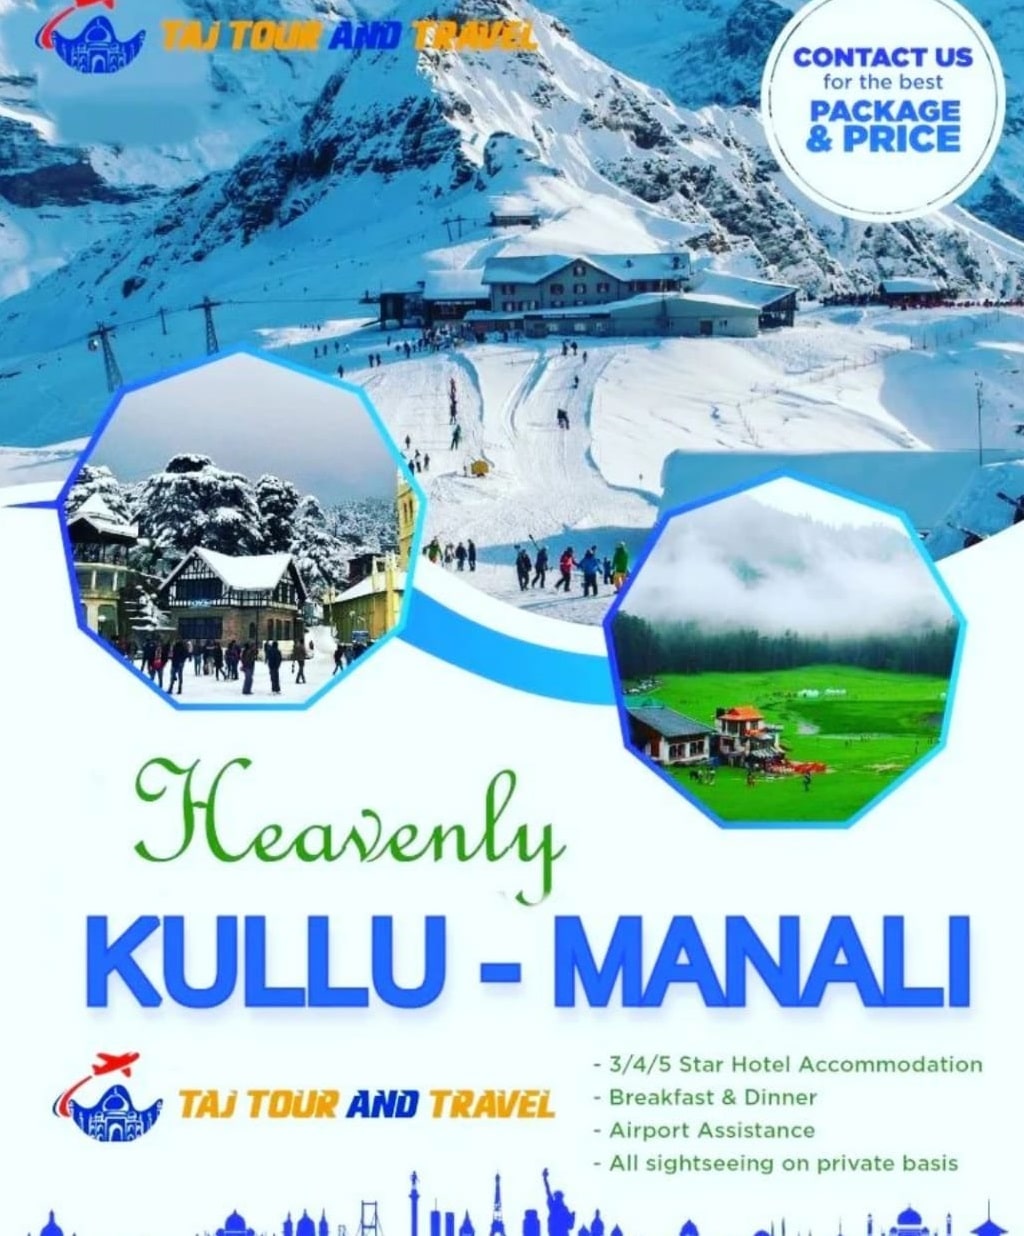 TAJ TOUR AND TRAVEL
CONTACT US
for the best
PACKAGE
& PRICE
Heavenly
KULLU - MANALI
TAJ TOUR AND TRAVEL
- 3/4/5 Star Hotel Accommodation
- Breakfast & Dinner
- Airport Assistance
- All sightseeing on private basis